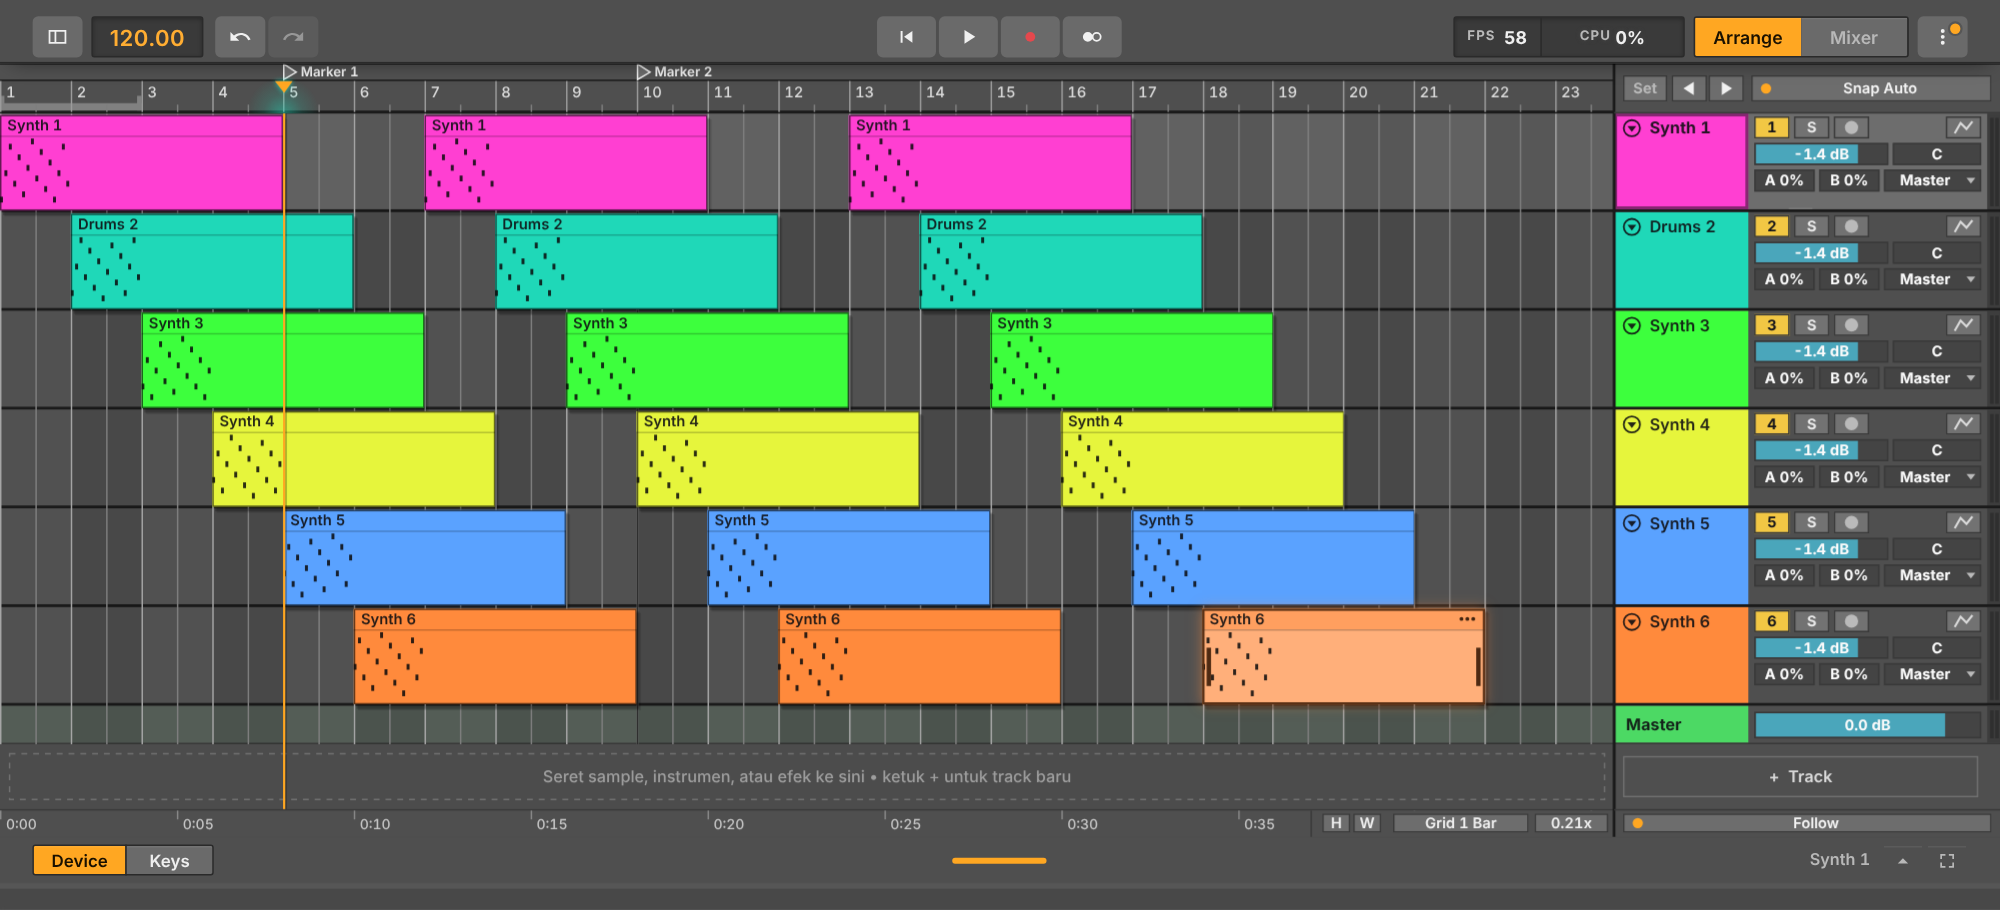 120.00
FPS 58 CPU 0% Arrange Mixer
Marker 1 Marker 2
1 2 3 4 5 6 7 8 9 10 11 12 13 14 15 16 17 18 19 20 21 22 23
Set Snap Auto
Synth 1 Synth 1 Synth 1 Synth 1 1 S
-1.4 dB C
A 0% B 0% Master
Drums 2 Drums 2 Drums 2 Drums 2 2 S
-1.4 dB C
A 0% B 0% Master
Synth 3 Synth 3 Synth 3 Synth 3 3 S
-1.4 dB C
A 0% B 0% Master
Synth 4 Synth 4 Synth 4 Synth 4 4 S
-1.4 dB C
A 0% B 0% Master
Synth 5 Synth 5 Synth 5 Synth 5 5 S
-1.4 dB C
A 0% B 0% Master
Synth 6 Synth 6 Synth 6 Synth 6 6 S
-1.4 dB C
A 0% B 0% Master
Master 0.0 dB
Seret sample, instrumen, atau efek ke sini • ketuk + untuk track baru
+ Track
0:00 0:05 0:10 0:15 0:20 0:25 0:30 0:35 H W Grid 1 Bar 0.21x Follow
Device Keys Synth 1